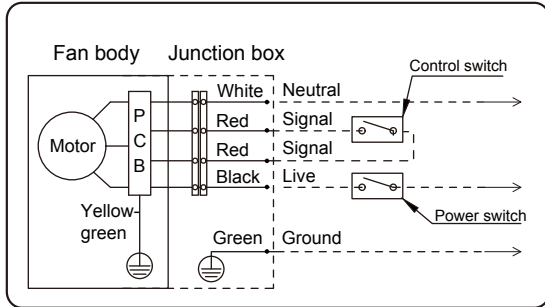 Fan body
Junction box
Control switch
White
Neutral
Red
Signal
Red
Signal
Black
Live
Motor
P
C
B
Yellow-
green
Power switch
Green
Ground